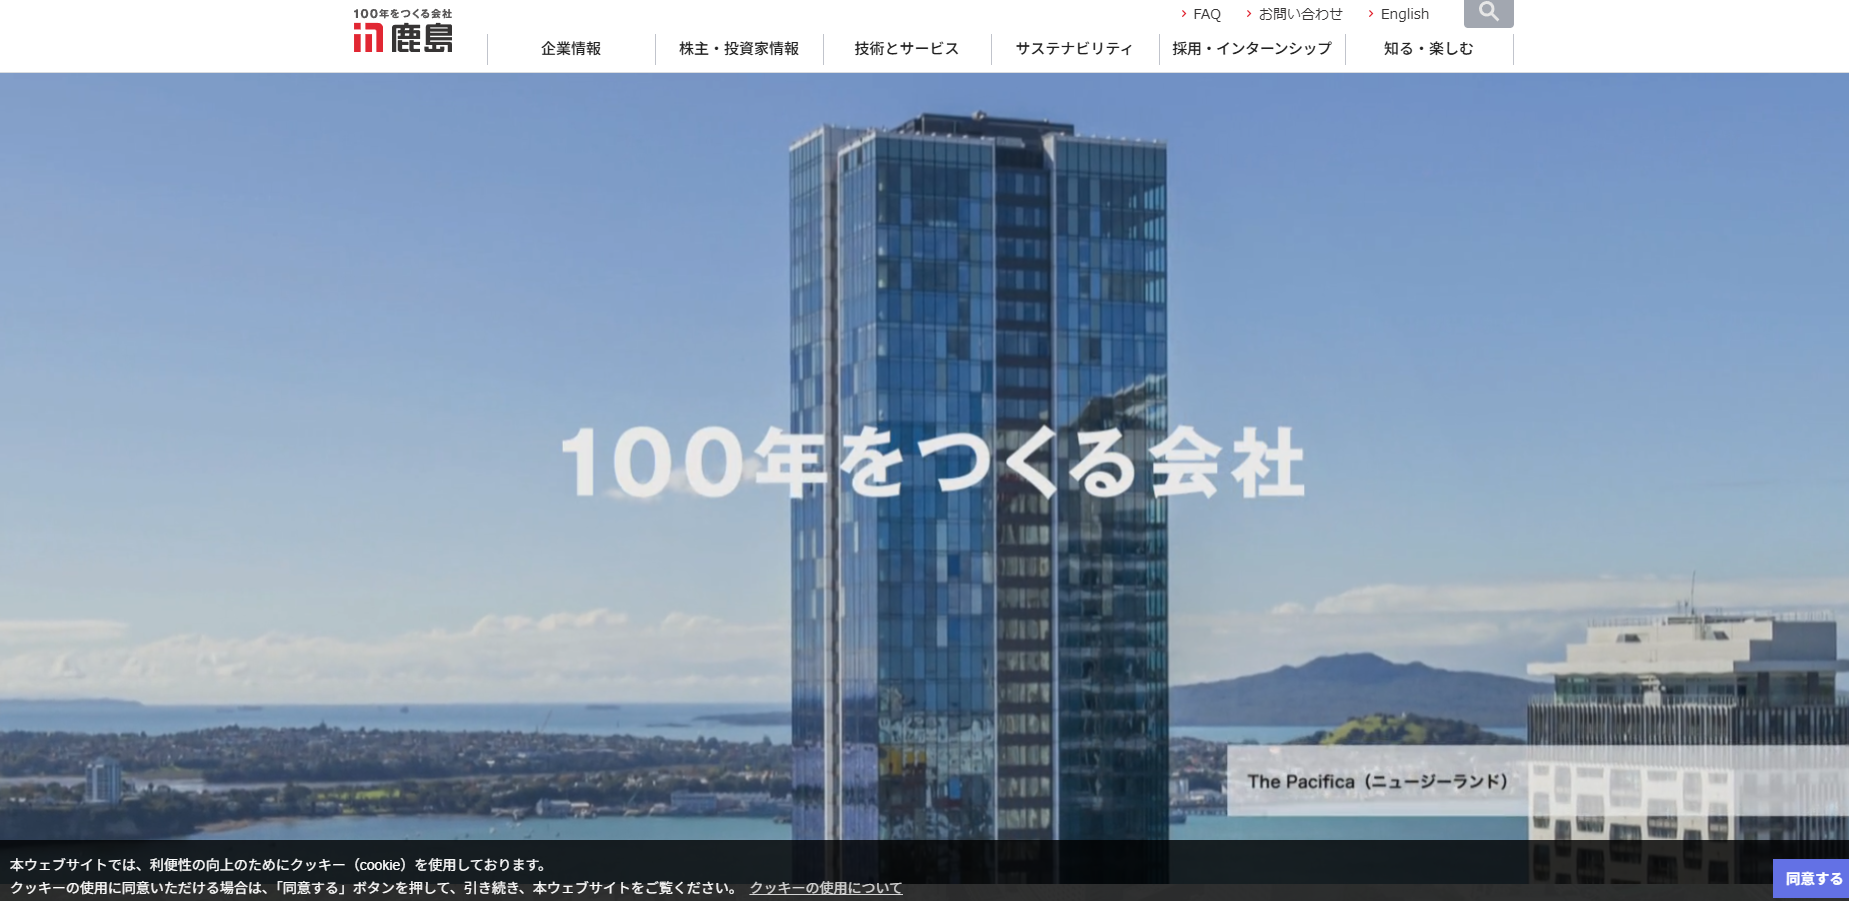 100年をつくる会社
鹿島
FAQ
お問い合わせ
English
企業情報
株主・投資家情報
技術とサービス
サステナビリティ
採用・インターンシップ
知る・楽しむ
100年をつくる会社
The Pacifica（ニュージーランド）
本ウェブサイトでは、利便性の向上のためにクッキー（cookie）を使用しております。
クッキーの使用に同意いただける場合は、「同意する」ボタンを押して、引き続き、本ウェブサイトをご覧ください。 クッキーの使用について
同意する